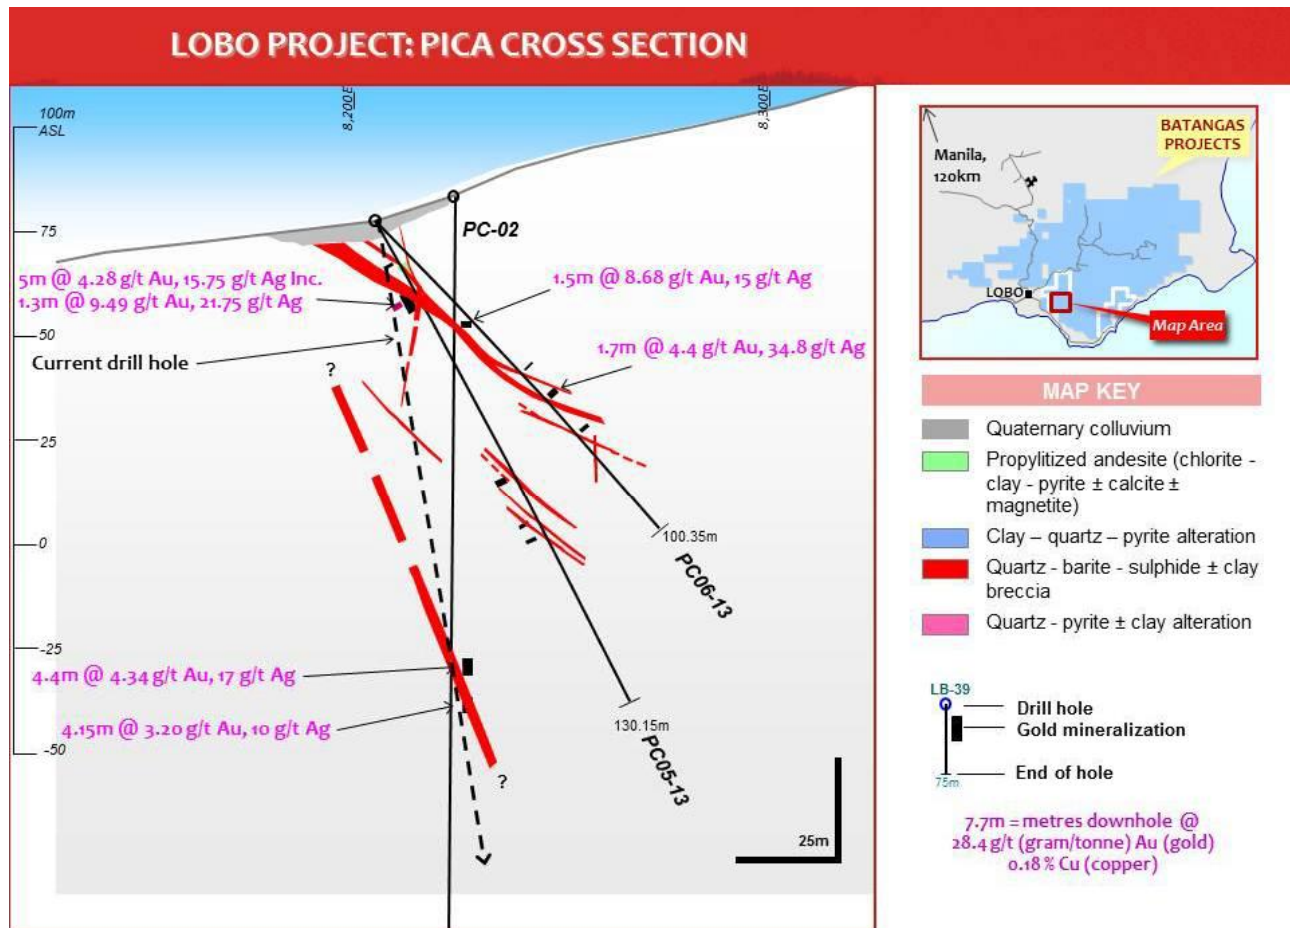 LOBO PROJECT: PICA CROSS SECTION
100m
ASL
8,200E
8,300E
75
PC-02
5m @ 4.28 g/t Au, 15.75 g/t Ag Inc.
1.3m @ 9.49 g/t Au, 21.75 g/t Ag
1.5m @ 8.68 g/t Au, 15 g/t Ag
50
Current drill hole
1.7m @ 4.4 g/t Au, 34.8 g/t Ag
?
25
0
100.35m
PC06-13
-25
4.4m @ 4.34 g/t Au, 17 g/t Ag
4.15m @ 3.20 g/t Au, 10 g/t Ag
130.15m
PC05-13
-50
?
25m
BATANGAS
PROJECTS
Manila,
120km
LOBO
Map Area
MAP KEY
Quaternary colluvium
Propylitized andesite (chlorite -
clay - pyrite ± calcite ±
magnetite)
Clay – quartz – pyrite alteration
Quartz - barite - sulphide ± clay
breccia
Quartz - pyrite ± clay alteration
LB-39
Drill hole
Gold mineralization
End of hole
75m
7.7m = metres downhole @
28.4 g/t (gram/tonne) Au (gold)
0.18 % Cu (copper)